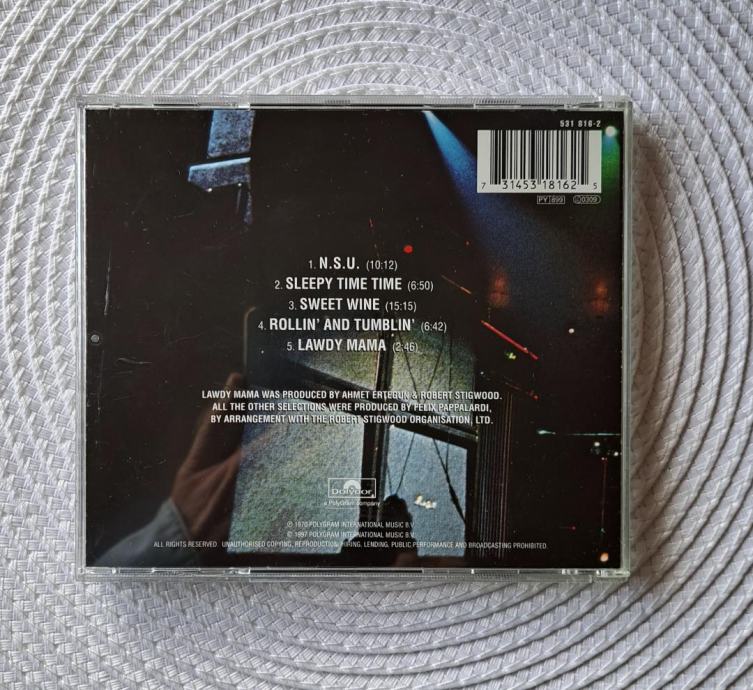 531 816-2
7 31453 18162 5
PY 899 0309
1. N.S.U. (10:12)
2. SLEEPY TIME TIME (6:50)
3. SWEET WINE (15:15)
4. ROLLIN' AND TUMBLIN' (6:42)
5. LAWDY MAMA (2:46)
LAWDY MAMA WAS PRODUCED BY AHMET ERTEGUN & ROBERT STIGWOOD.
ALL THE OTHER SELECTIONS WERE PRODUCED BY FELIX PAPPALARDI,
BY ARRANGEMENT WITH THE ROBERT STIGWOOD ORGANISATION, LTD.
Polydor
a PolyGram company
℗ 1970 POLYGRAM INTERNATIONAL MUSIC B.V.
© 1997 POLYGRAM INTERNATIONAL MUSIC B.V.
ALL RIGHTS RESERVED. UNAUTHORISED COPYING, REPRODUCTION, HIRING, LENDING, PUBLIC PERFORMANCE AND BROADCASTING PROHIBITED.